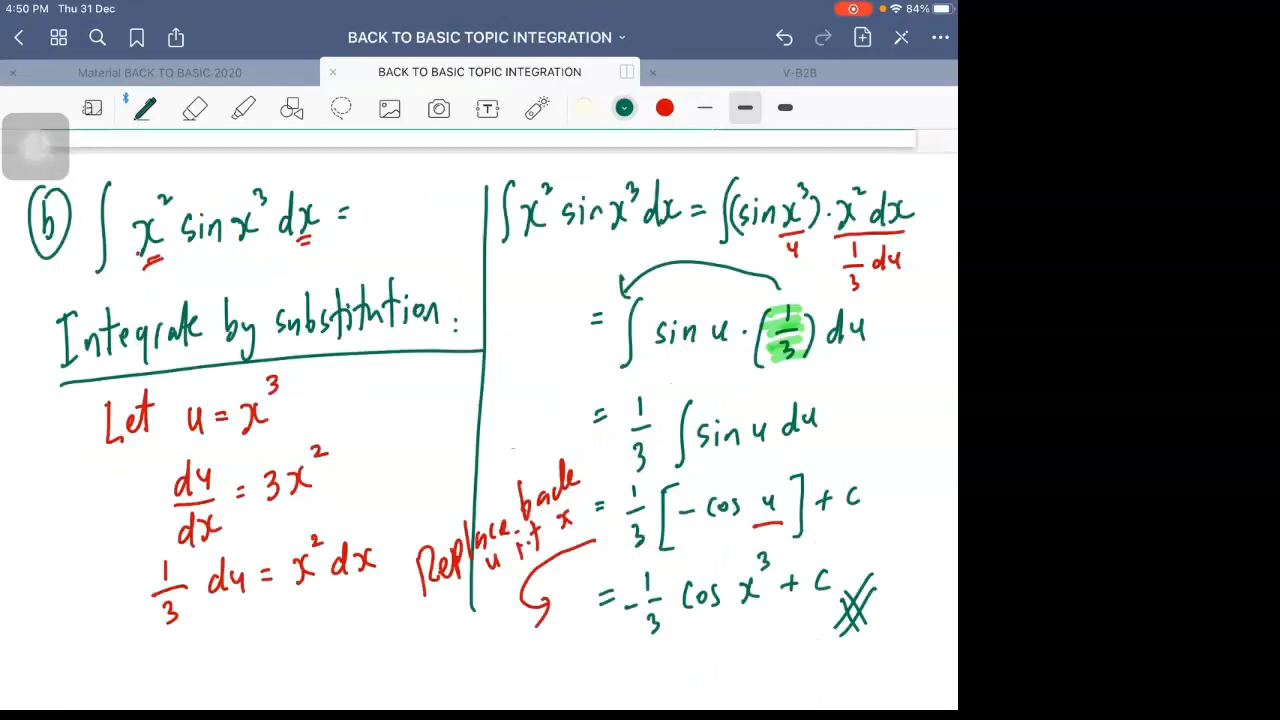 4:50 PM Thu 31 Dec
84%
BACK TO BASIC TOPIC INTEGRATION
Material BACK TO BASIC 2020
BACK TO BASIC TOPIC INTEGRATION
V-B2B
(b) ∫ x² sin x³ dx =
Integrate by substitution:
Let u = x³
du/dx = 3x²
1/3 du = x² dx
∫ x² sin x³ dx = ∫ (sin x³) · x² dx
u
1/3 du
= ∫ sin u · (1/3) du
= 1/3 ∫ sin u du
= 1/3 [- cos u] + c
Replace back
u i.t x
= -1/3 cos x³ + c